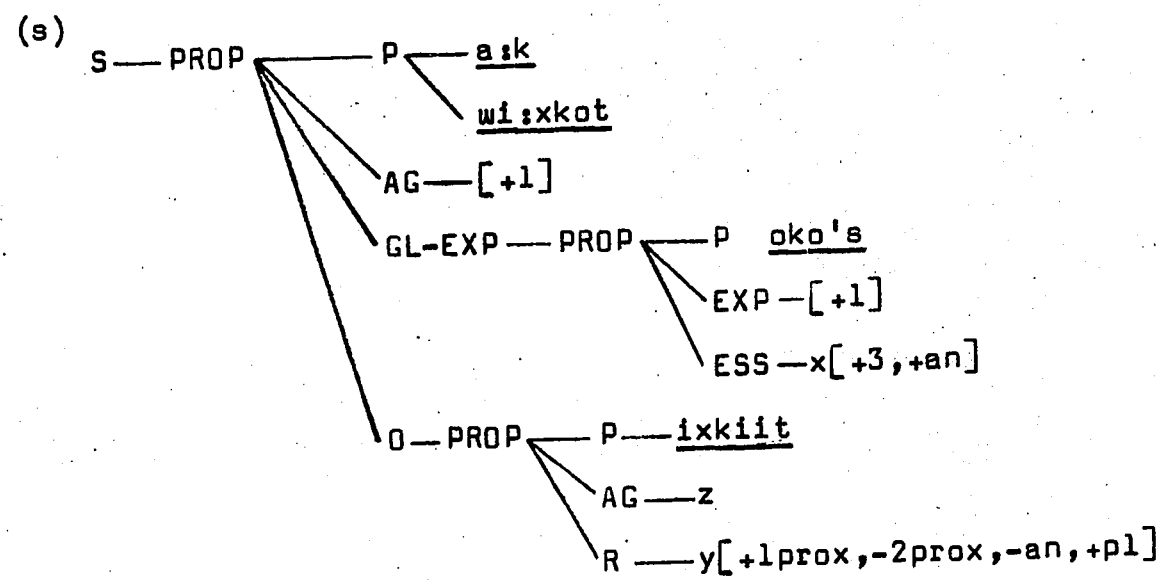 (s)
S — PROP — P — a:k
wi:xkot
AG — [+1]
GL-EXP — PROP — P oko's
EXP — [+1]
ESS — x[+3,+an]
O — PROP — P — ixkiit
AG — z
R — y[+1prox,-2prox,-an,+pl]